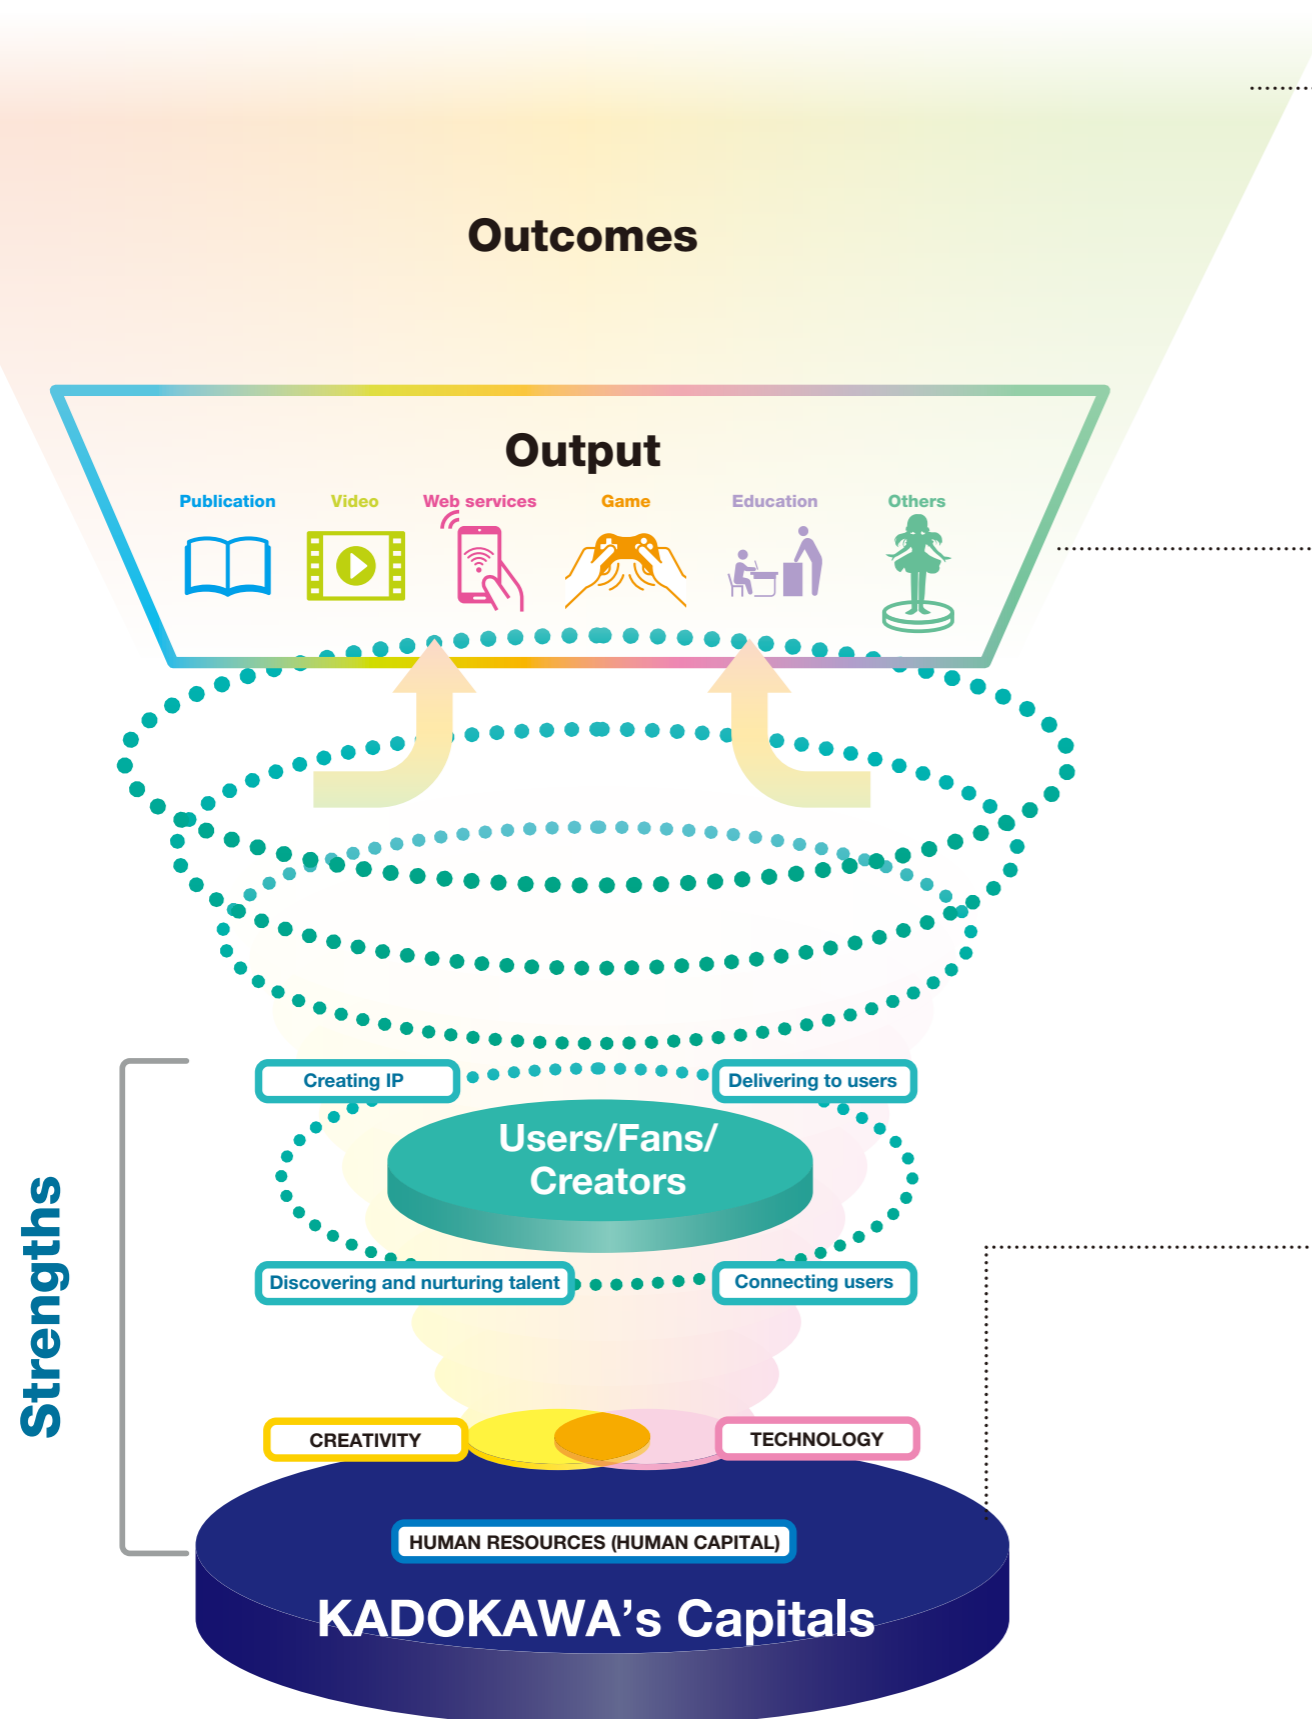 Outcomes
Output
Publication
Video
Web services
Game
Education
Others
Creating IP
Delivering to users
Users/Fans/
Creators
Discovering and nurturing talent
Connecting users
Strengths
CREATIVITY
TECHNOLOGY
HUMAN RESOURCES (HUMAN CAPITAL)
KADOKAWA's Capitals